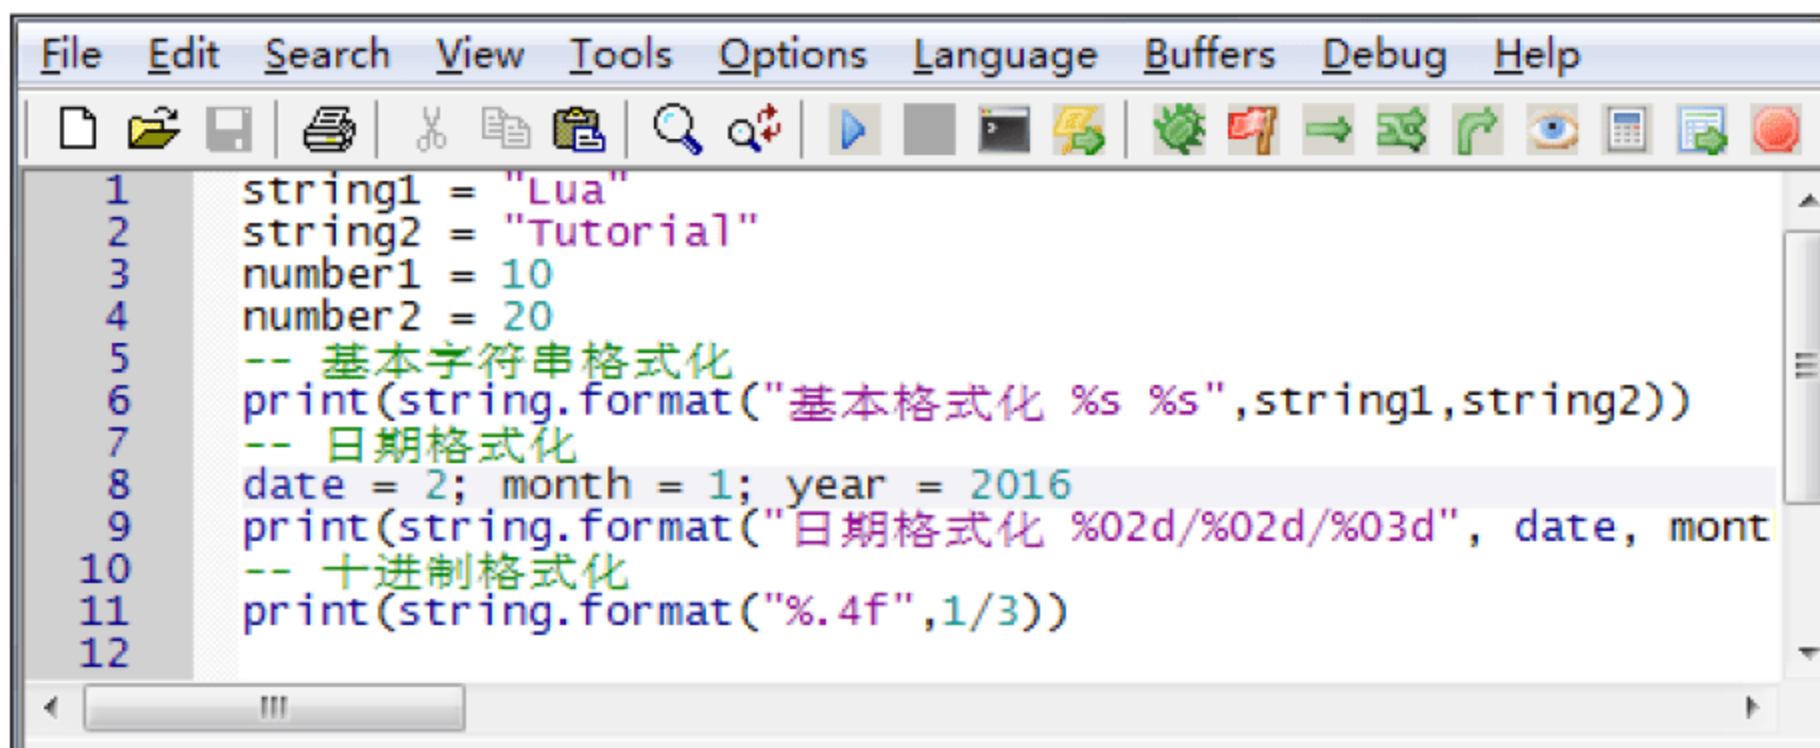 File Edit Search View Tools Options Language Buffers Debug Help
1 string1 = "Lua"
2 string2 = "Tutorial"
3 number1 = 10
4 number2 = 20
5 -- 基本字符串格式化
6 print(string.format("基本格式化 %s %s",string1,string2))
7 -- 日期格式化
8 date = 2; month = 1; year = 2016
9 print(string.format("日期格式化 %02d/%02d/%03d", date, mont
10 -- 十进制格式化
11 print(string.format("%.4f",1/3))
12